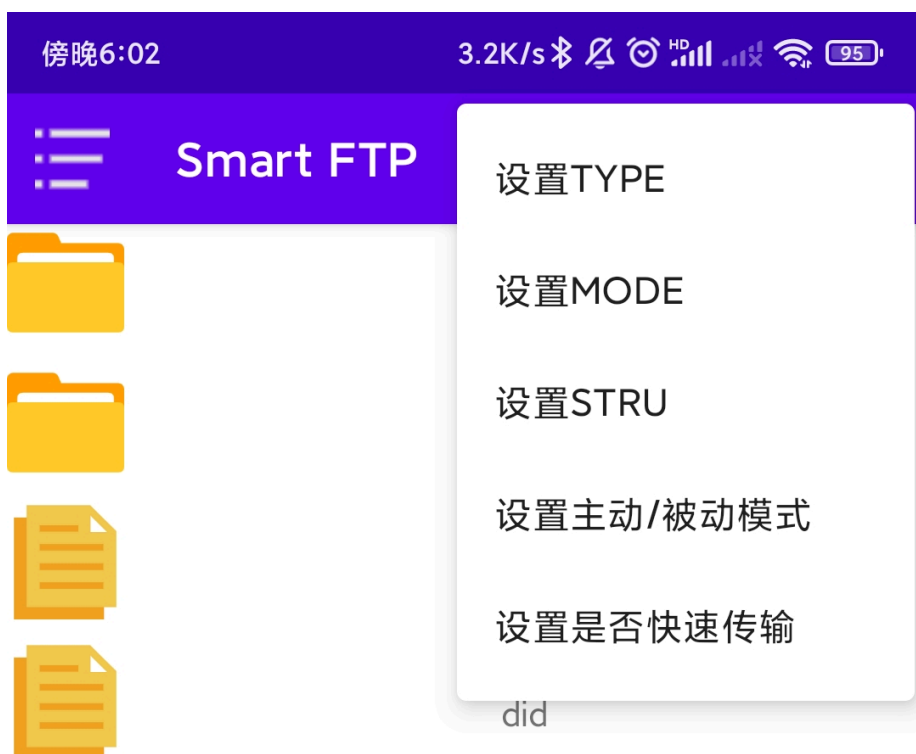 傍晚6:02 3.2K/s HD 95
Smart FTP
设置TYPE
设置MODE
设置STRU
设置主动/被动模式
设置是否快速传输
did